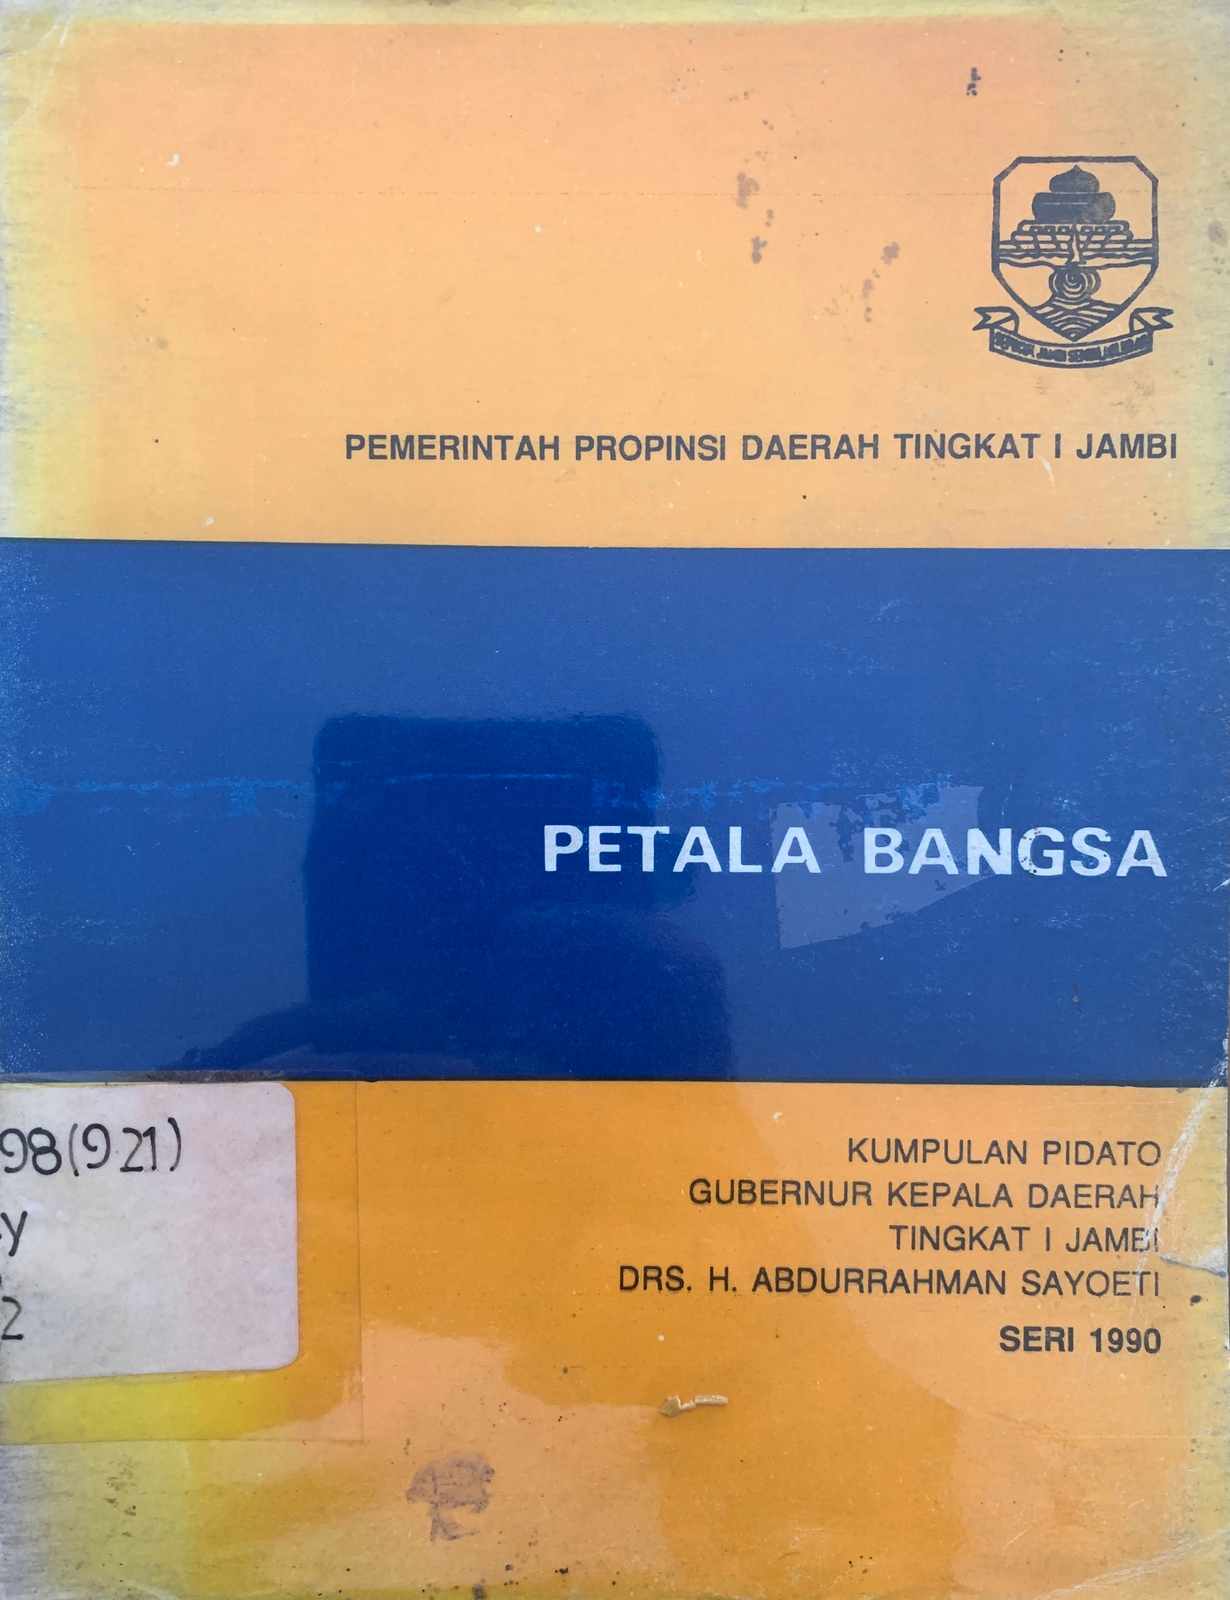 PEMERINTAH PROPINSI DAERAH TINGKAT I JAMBI
PETALA BANGSA
98(921)
y
2
KUMPULAN PIDATO
GUBERNUR KEPALA DAERAH
TINGKAT I JAMBI
DRS. H. ABDURRAHMAN SAYOETI
SERI 1990